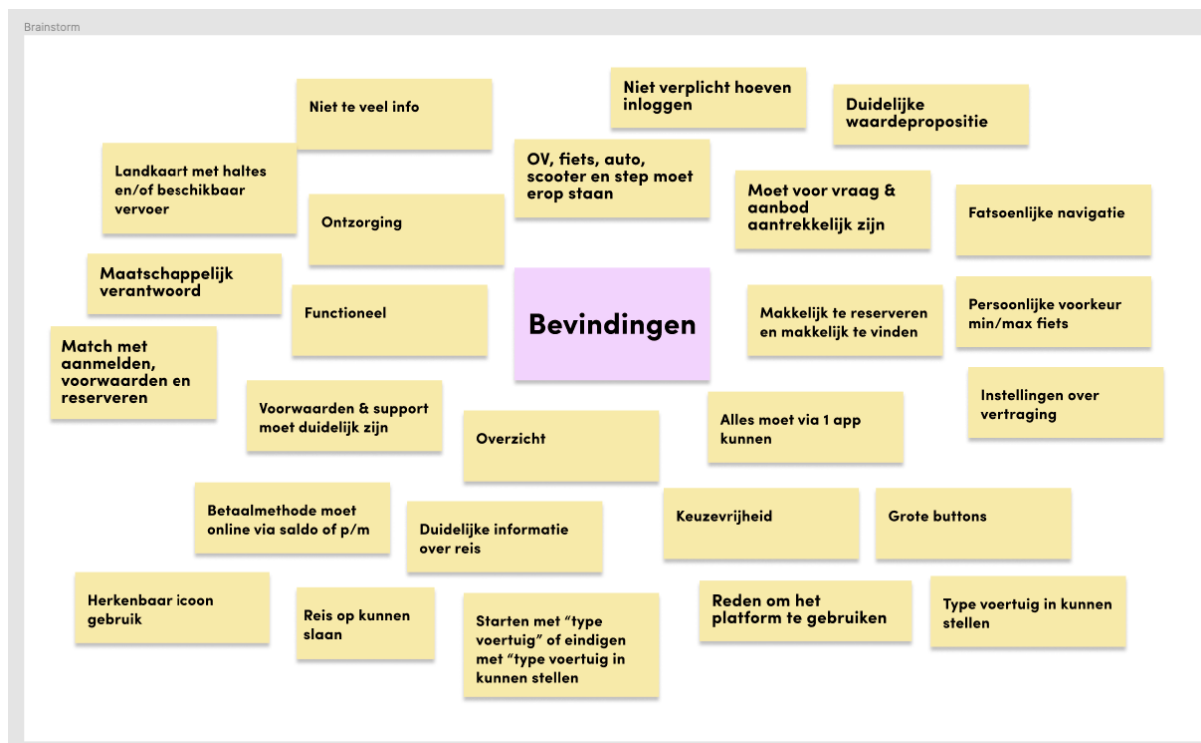 Brainstorm
Niet te veel info
Niet verplicht hoeven
inloggen
Duidelijke
waardepropositie
Landkaart met haltes
en/of beschikbaar
vervoer
OV, fiets, auto,
scooter en step moet
erop staan
Moet voor vraag &
aanbod
aantrekkelijk zijn
Fatsoenlijke navigatie
Ontzorging
Maatschappelijk
verantwoord
Functioneel
Bevindingen
Makkelijk te reserveren
en makkelijk te vinden
Persoonlijke voorkeur
min/max fiets
Match met
aanmelden,
voorwaarden en
reserveren
Voorwaarden & support
moet duidelijk zijn
Overzicht
Alles moet via 1 app
kunnen
Instellingen over
vertraging
Betaalmethode moet
online via saldo of p/m
Duidelijke informatie
over reis
Keuzevrijheid
Grote buttons
Herkenbaar icoon
gebruik
Reis op kunnen
slaan
Starten met “type
voertuig” of eindigen
met “type voertuig in
kunnen stellen
Reden om het
platform te gebruiken
Type voertuig in kunnen
stellen